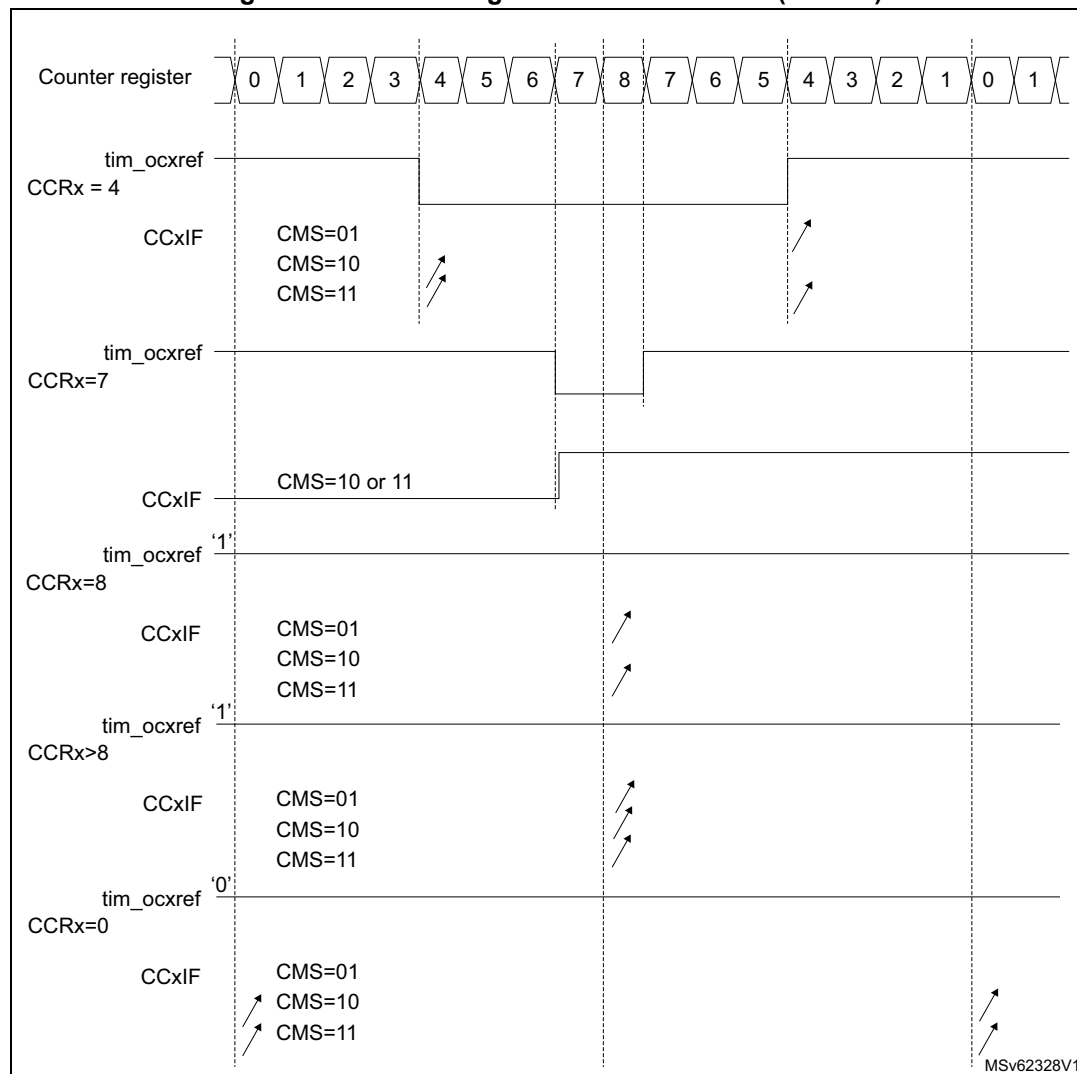 Counter register 0 1 2 3 4 5 6 7 8 7 6 5 4 3 2 1 0 1
tim_ocxref
CCRx = 4
CCxIF CMS=01
CMS=10
CMS=11
tim_ocxref
CCRx=7
CMS=10 or 11
CCxIF
'1'
tim_ocxref
CCRx=8
CCxIF CMS=01
CMS=10
CMS=11
'1'
tim_ocxref
CCRx>8
CCxIF CMS=01
CMS=10
CMS=11
'0'
tim_ocxref
CCRx=0
CCxIF CMS=01
CMS=10
CMS=11
MSv62328V1